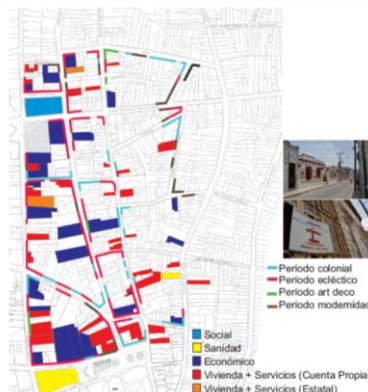 Período colonial
Período ecléctico
Período art deco
Período modernidad
Social
Sanidad
Económico
Vivienda + Servicios (Cuenta Propia
Vivienda + Servicios (Estatal)